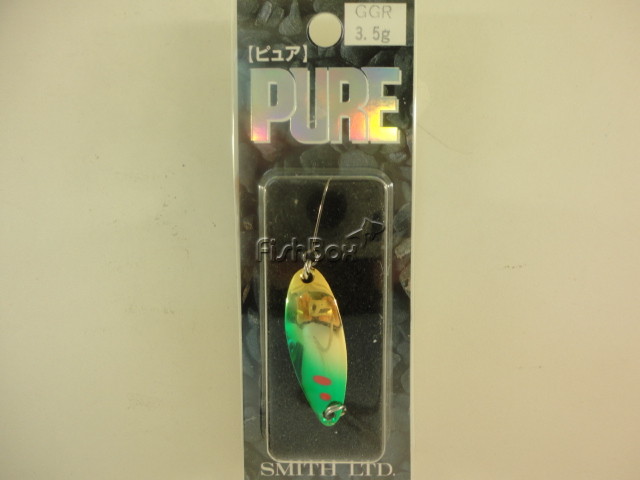 GGR
3.5g
【ピュア】
PURE
FishBox
SMITH LTD.